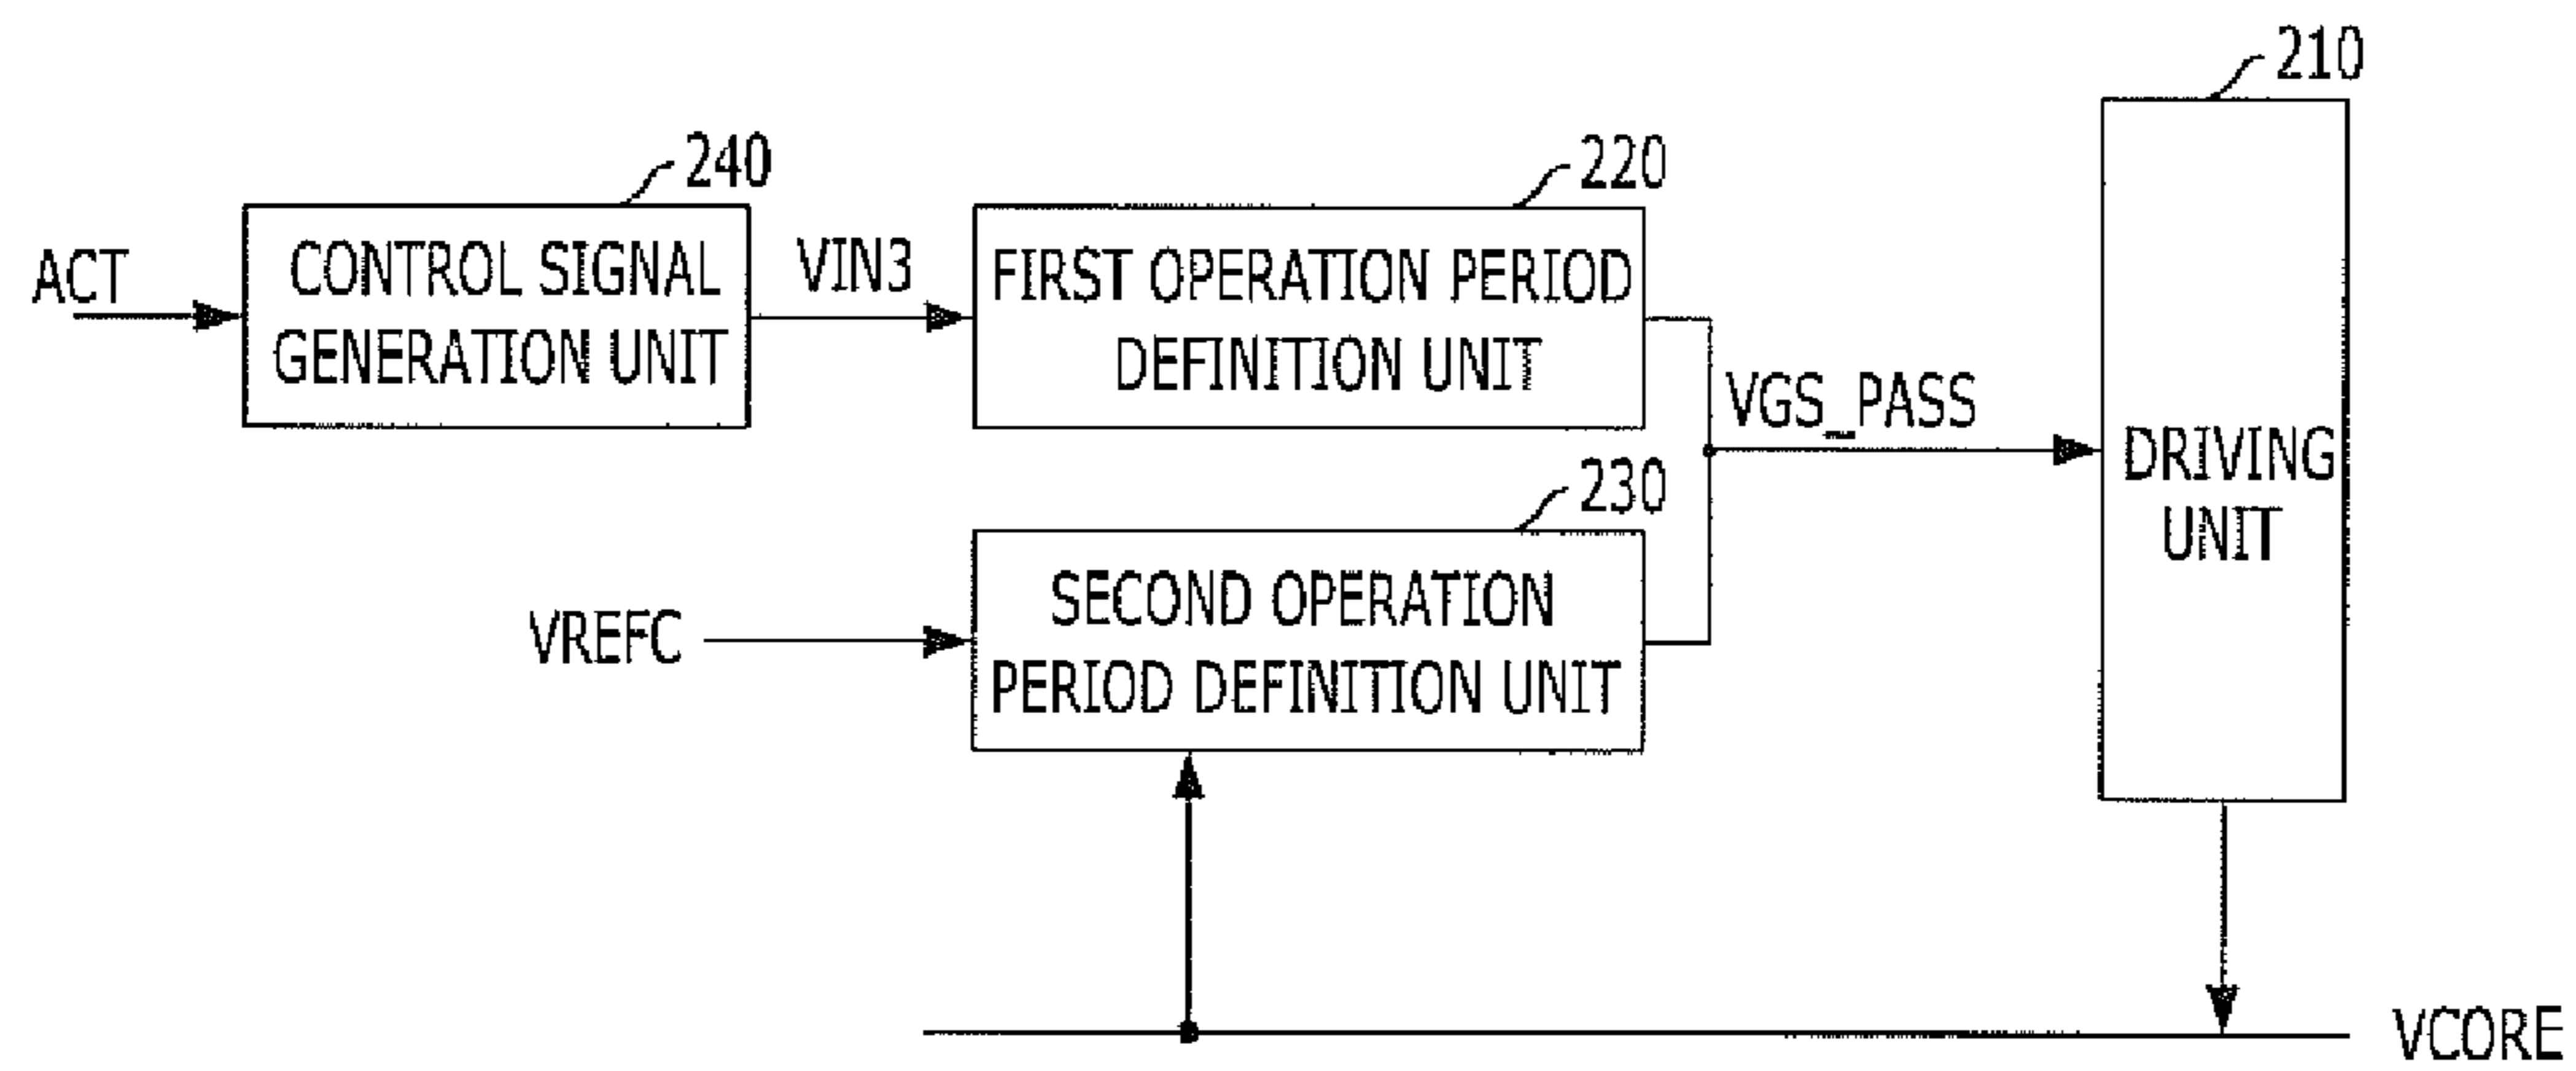 210
240
220
ACT
CONTROL SIGNAL
GENERATION UNIT
VIN3
FIRST OPERATION PERIOD
DEFINITION UNIT
VGS_PASS
DRIVING
UNIT
230
VREFC
SECOND OPERATION
PERIOD DEFINITION UNIT
VCORE